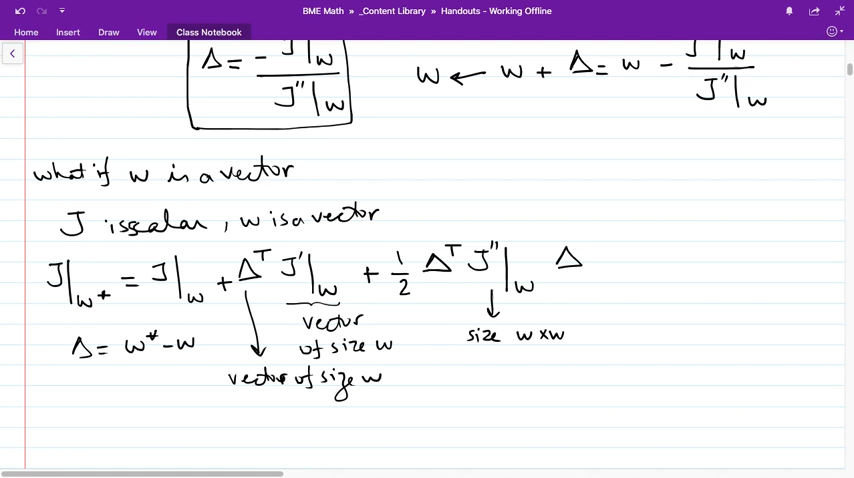 BME Math » _Content Library » Handouts - Working Offline
Home Insert Draw View Class Notebook
Δ = - J'|w / J''|w
w ← w + Δ = w - J'|w / J''|w
what if w is a vector
J is scalar, w is a vector
J|w* = J|w + Δ^T J'|w + 1/2 Δ^T J''|w Δ
Δ = w* - w
vector of size w
size w x w
vector of size w